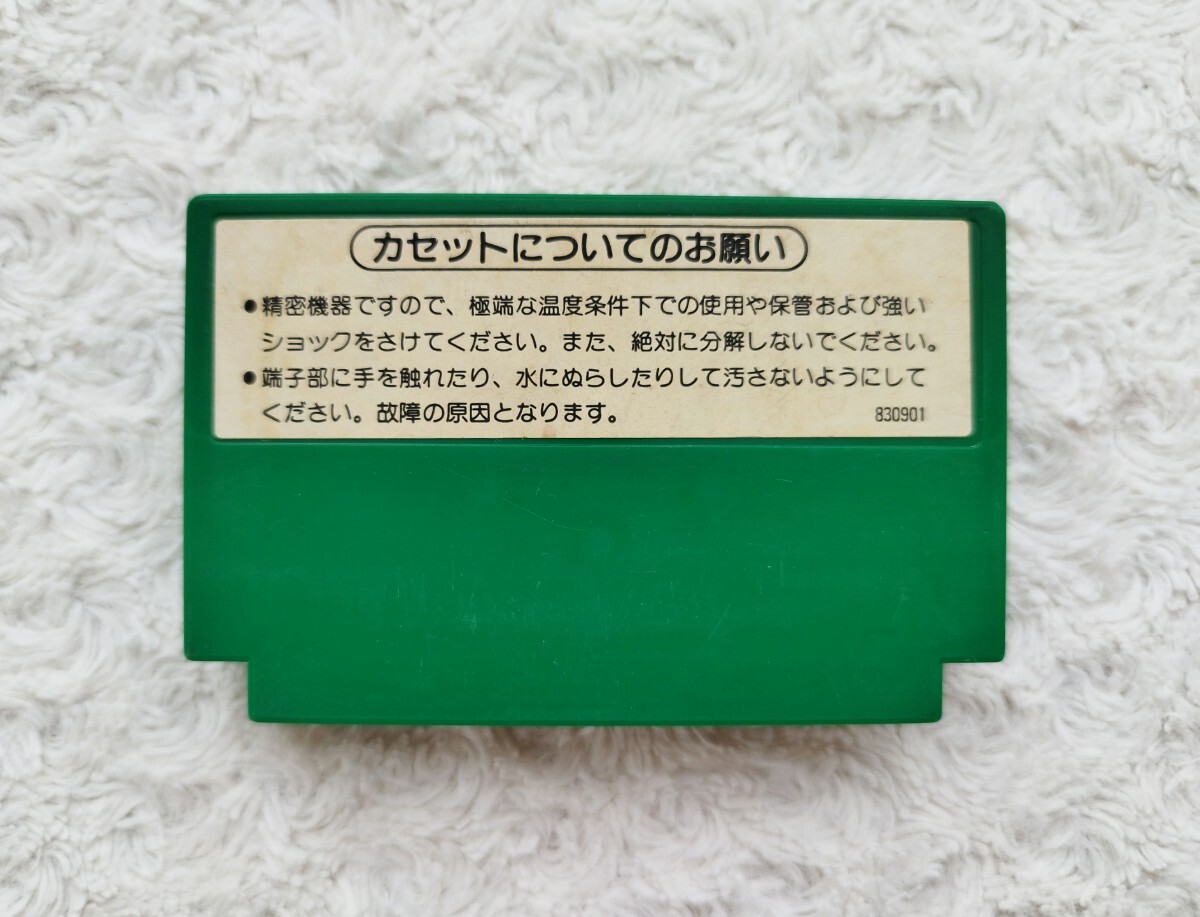 カセットについてのお願い
●精密機器ですので、極端な温度条件下での使用や保管および強い
ショックをさけてください。また、絶対に分解しないでください。
●端子部に手を触れたり、水にぬらしたりして汚さないようにして
ください。故障の原因となります。 830901